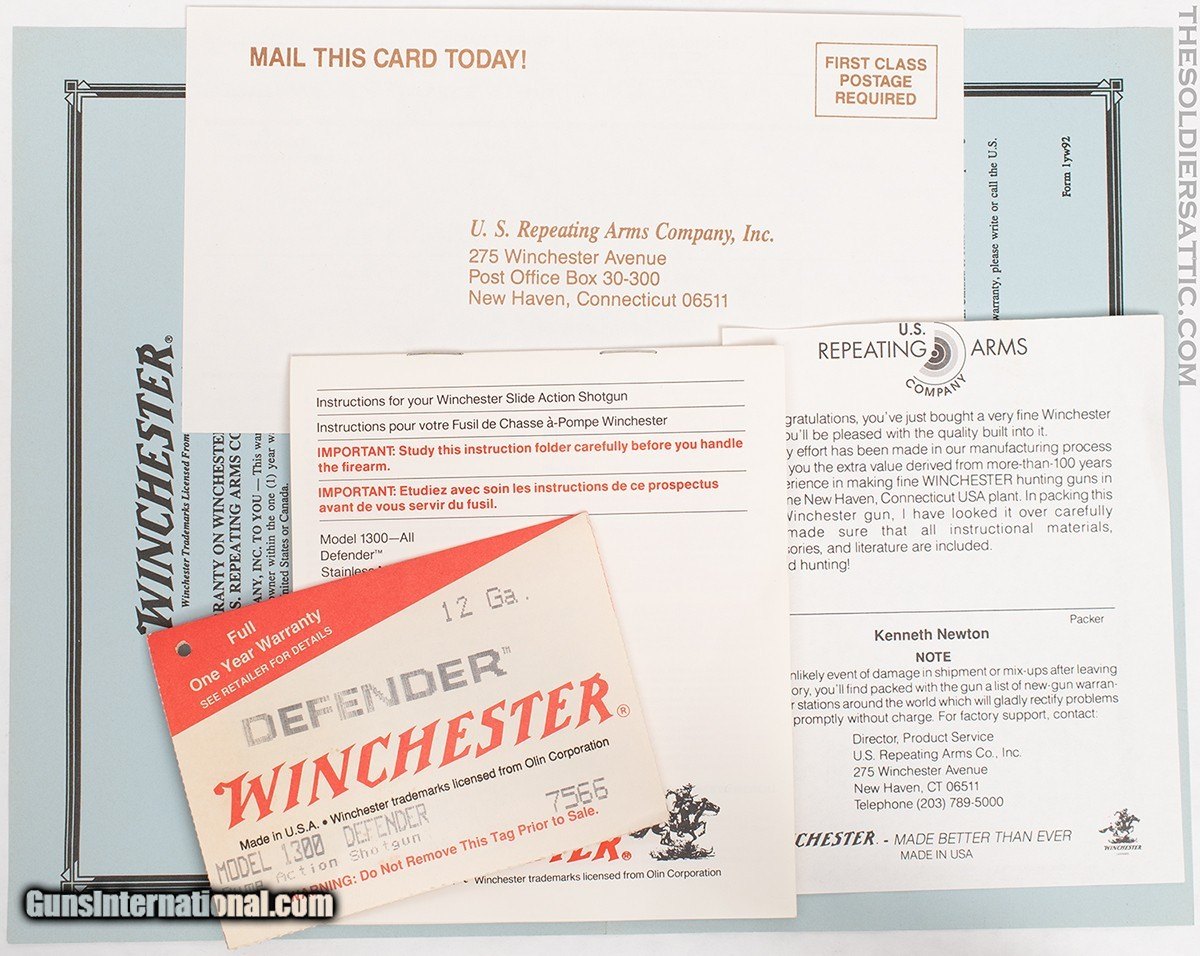 MAIL THIS CARD TODAY!
FIRST CLASS
POSTAGE
REQUIRED
U. S. Repeating Arms Company, Inc.
275 Winchester Avenue
Post Office Box 30-300
New Haven, Connecticut 06511
THESOLDIERSATTIC.COM
Form 1yw92
warranty, please write or call the U.S.
WINCHESTER®
Winchester Trademarks Licensed From
RANTY ON WINCHESTER
S. REPEATING ARMS CO
ANY, INC. TO YOU — This war
owner within the one (1) year w
nited States or Canada.
Instructions for your Winchester Slide Action Shotgun
Instructions pour votre Fusil de Chasse à-Pompe Winchester
IMPORTANT: Study this instruction folder carefully before you handle
the firearm.
IMPORTANT: Etudiez avec soin les instructions de ce prospectus
avant de vous servir du fusil.
Model 1300—All
Defender™
Stainless
TER®
Winchester trademarks licensed from Olin Corporation
U.S.
REPEATING ARMS
COMPANY
gratulations, you've just bought a very fine Winchester
ou'll be pleased with the quality built into it.
y effort has been made in our manufacturing process
you the extra value derived from more-than-100 years
erience in making fine WINCHESTER hunting guns in
ne New Haven, Connecticut USA plant. In packing this
Winchester gun, I have looked it over carefully
made sure that all instructional materials,
sories, and literature are included.
d hunting!
Packer
Kenneth Newton
NOTE
nlikely event of damage in shipment or mix-ups after leaving
ory, you'll find packed with the gun a list of new-gun warran-
r stations around the world which will gladly rectify problems
promptly without charge. For factory support, contact:
Director, Product Service
U.S. Repeating Arms Co., Inc.
275 Winchester Avenue
New Haven, CT 06511
Telephone (203) 789-5000
CHESTER® - MADE BETTER THAN EVER
MADE IN USA
WINCHESTER
Full
One Year Warranty
SEE RETAILER FOR DETAILS
12 Ga.
DEFENDER™
WINCHESTER®
Made in U.S.A. • Winchester trademarks licensed from Olin Corporation
MODEL 1300 DEFENDER
7566
Action Shotgun
WARNING: Do Not Remove This Tag Prior to Sale.
GunsInternational.com